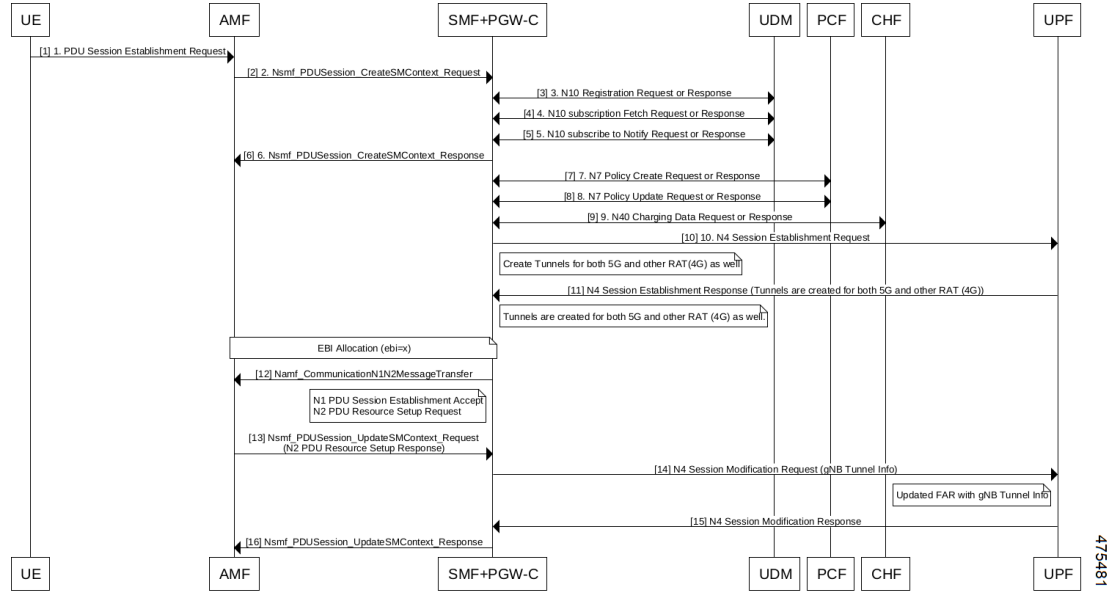 UE AMF SMF+PGW-C UDM PCF CHF UPF
[1] 1. PDU Session Establishment Request
[2] 2. Nsmf_PDUSession_CreateSMContext_Request
[3] 3. N10 Registration Request or Response
[4] 4. N10 subscription Fetch Request or Response
[5] 5. N10 subscribe to Notify Request or Response
[6] 6. Nsmf_PDUSession_CreateSMContext_Response
[7] 7. N7 Policy Create Request or Response
[8] 8. N7 Policy Update Request or Response
[9] 9. N40 Charging Data Request or Response
[10] 10. N4 Session Establishment Request
Create Tunnels for both 5G and other RAT(4G) as well
[11] N4 Session Establishment Response (Tunnels are created for both 5G and other RAT (4G))
Tunnels are created for both 5G and other RAT (4G) as well.
EBI Allocation (ebi=x)
[12] Namf_CommunicationN1N2MessageTransfer
N1 PDU Session Establishment Accept
N2 PDU Resource Setup Request
[13] Nsmf_PDUSession_UpdateSMContext_Request
(N2 PDU Resource Setup Response)
[14] N4 Session Modification Request (gNB Tunnel Info)
Updated FAR with gNB Tunnel Info
[15] N4 Session Modification Response
[16] Nsmf_PDUSession_UpdateSMContext_Response
UE AMF SMF+PGW-C UDM PCF CHF UPF
475481